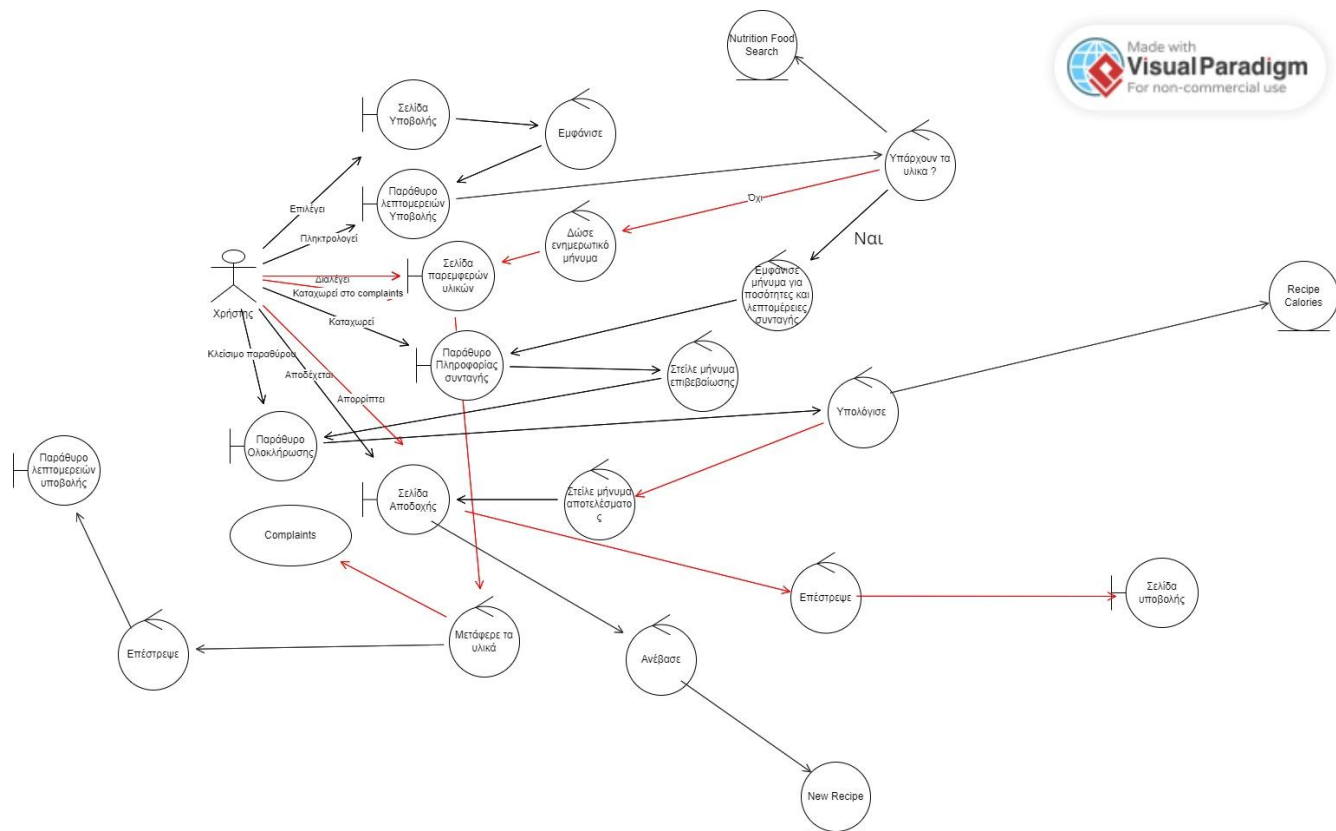 Nutrition Food
Search
Made with
Visual Paradigm
For non-commercial use
Σελίδα
Υποβολής
Εμφάνισε
Υπάρχουν τα
υλικα ?
Παράθυρο
λεπτομερειών
Υποβολής
Επιλέγει
Πληκτρολογεί
Όχι
Δώσε
ενημερωτικό
μήνυμα
Ναι
Σελίδα
παρεμφερών
υλικών
Διαλέγει
Καταχωρεί στο complaints
Εμφάνισε
μήνυμα για
ποσότητες και
λεπτομέρειες
συνταγής
Recipe
Calories
Χρήστης
Καταχωρεί
Κλείσιμο παραθύρου
Αποδέχεται
Απορρίπτει
Παράθυρο
Πληροφορίας
συνταγής
Στείλε μήνυμα
επιβεβαίωσης
Υπολόγισε
Παράθυρο
Ολοκλήρωσης
Παράθυρο
λεπτομερειών
υποβολής
Σελίδα
Αποδοχής
Στείλε μήνυμα
αποτελέσματο
ς
Complaints
Επέστρεψε
Σελίδα
υποβολής
Επέστρεψε
Μετάφερε τα
υλικά
Ανέβασε
New Recipe